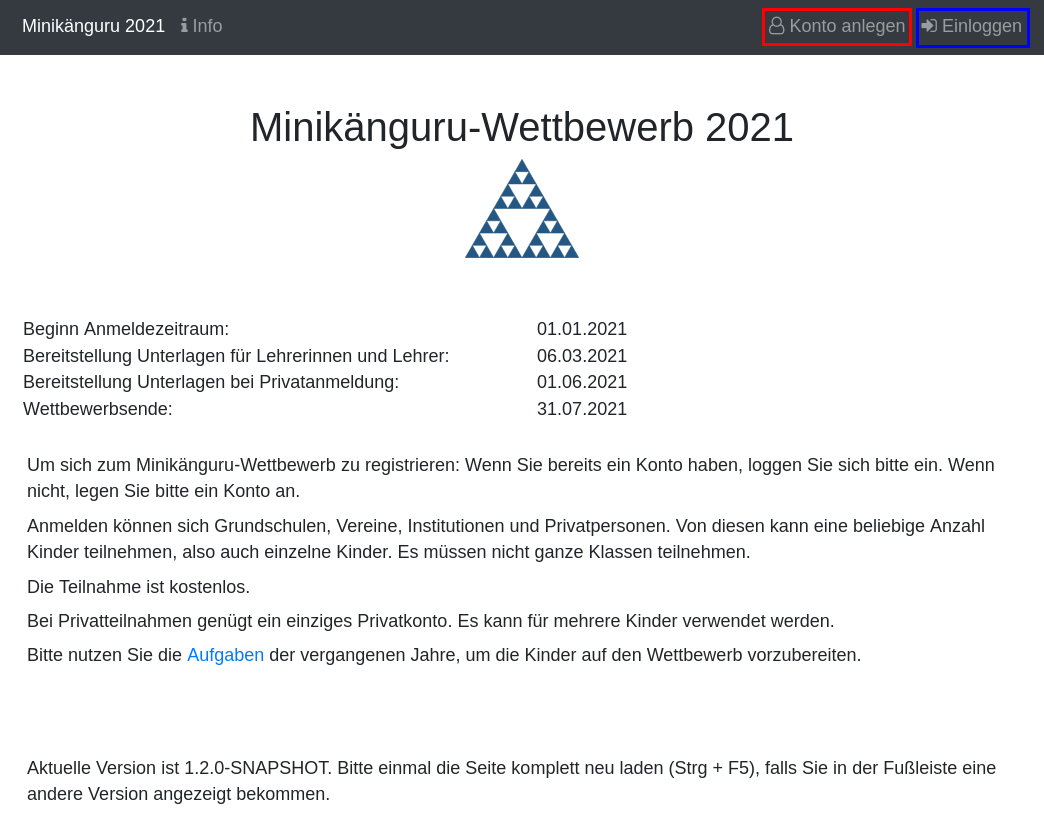 Minikänguru 2021 Info Konto anlegen Einloggen
Minikänguru-Wettbewerb 2021
Beginn Anmeldezeitraum: 01.01.2021
Bereitstellung Unterlagen für Lehrerinnen und Lehrer: 06.03.2021
Bereitstellung Unterlagen bei Privatanmeldung: 01.06.2021
Wettbewerbsende: 31.07.2021
Um sich zum Minikänguru-Wettbewerb zu registrieren: Wenn Sie bereits ein Konto haben, loggen Sie sich bitte ein. Wenn
nicht, legen Sie bitte ein Konto an.
Anmelden können sich Grundschulen, Vereine, Institutionen und Privatpersonen. Von diesen kann eine beliebige Anzahl
Kinder teilnehmen, also auch einzelne Kinder. Es müssen nicht ganze Klassen teilnehmen.
Die Teilnahme ist kostenlos.
Bei Privatteilnahmen genügt ein einziges Privatkonto. Es kann für mehrere Kinder verwendet werden.
Bitte nutzen Sie die Aufgaben der vergangenen Jahre, um die Kinder auf den Wettbewerb vorzubereiten.
Aktuelle Version ist 1.2.0-SNAPSHOT. Bitte einmal die Seite komplett neu laden (Strg + F5), falls Sie in der Fußleiste eine
andere Version angezeigt bekommen.